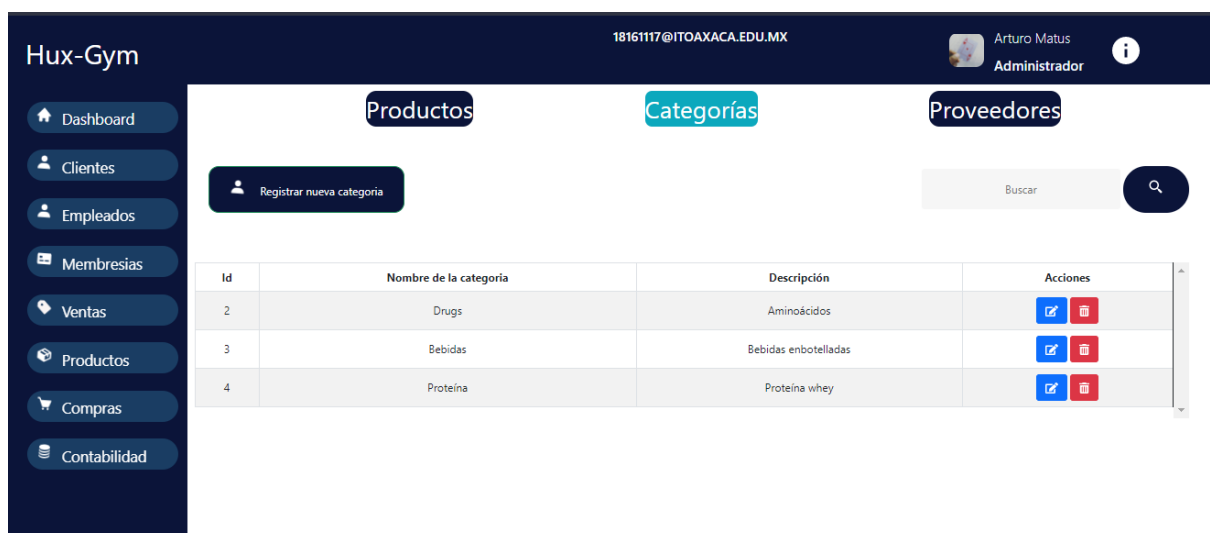 Hux-Gym
18161117@ITOAXACA.EDU.MX
Arturo Matus
Administrador
Dashboard
Clientes
Empleados
Membresias
Ventas
Productos
Compras
Contabilidad
Productos
Categorías
Proveedores
Registrar nueva categoria
Buscar
Id Nombre de la categoria Descripción Acciones
2 Drugs Aminoácidos
3 Bebidas Bebidas enbotelladas
4 Proteína Proteína whey